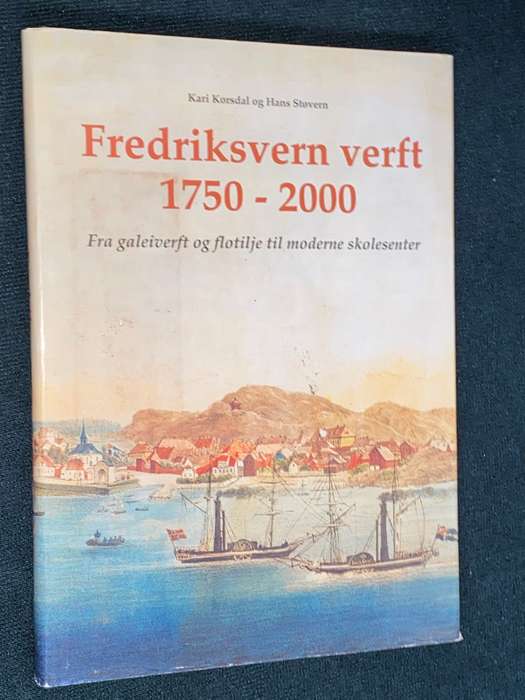 Kari Korsdal og Hans Støvern
Fredriksvern verft
1750 - 2000
Fra galeiverft og flotilje til moderne skolesenter